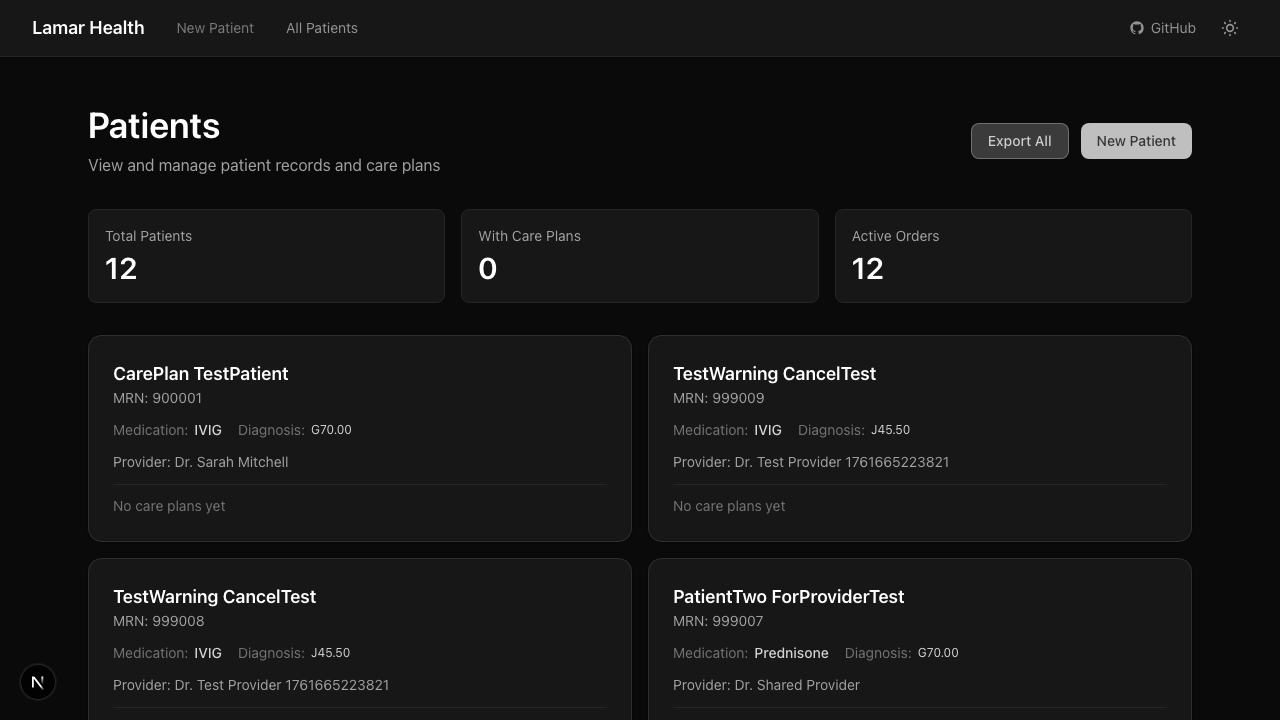 Lamar Health New Patient All Patients GitHub
Patients
View and manage patient records and care plans
Export All New Patient
Total Patients With Care Plans Active Orders
12 0 12
CarePlan TestPatient
MRN: 900001
Medication: IVIG Diagnosis: G70.00
Provider: Dr. Sarah Mitchell
No care plans yet
TestWarning CancelTest
MRN: 999009
Medication: IVIG Diagnosis: J45.50
Provider: Dr. Test Provider 1761665223821
No care plans yet
TestWarning CancelTest
MRN: 999008
Medication: IVIG Diagnosis: J45.50
Provider: Dr. Test Provider 1761665223821
PatientTwo ForProviderTest
MRN: 999007
Medication: Prednisone Diagnosis: G70.00
Provider: Dr. Shared Provider
N